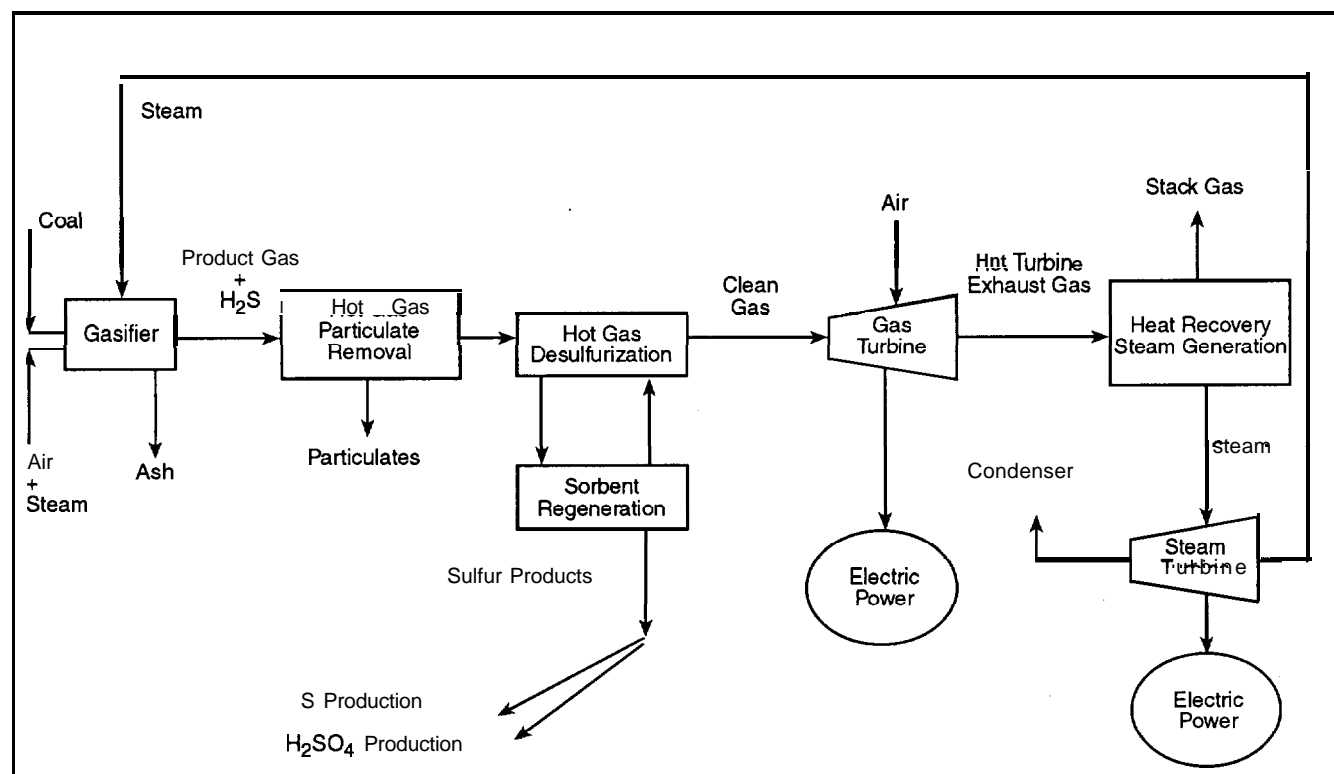 Steam
Stack Gas
Coal
Air
Product Gas
+
H₂S
Clean
Gas
Hnt Turbine
Exhaust Gas
Gasifier
Hot Gas
Particulate
Removal
Hot Gas
Desulfurization
Gas
Turbine
Heat Recovery
Steam Generation
Air
+
Steam
Ash
Particulates
Sorbent
Regeneration
Condenser
Steam
Sulfur Products
Electric
Power
Steam
Turbine
S Production
H₂SO₄ Production
Electric
Power